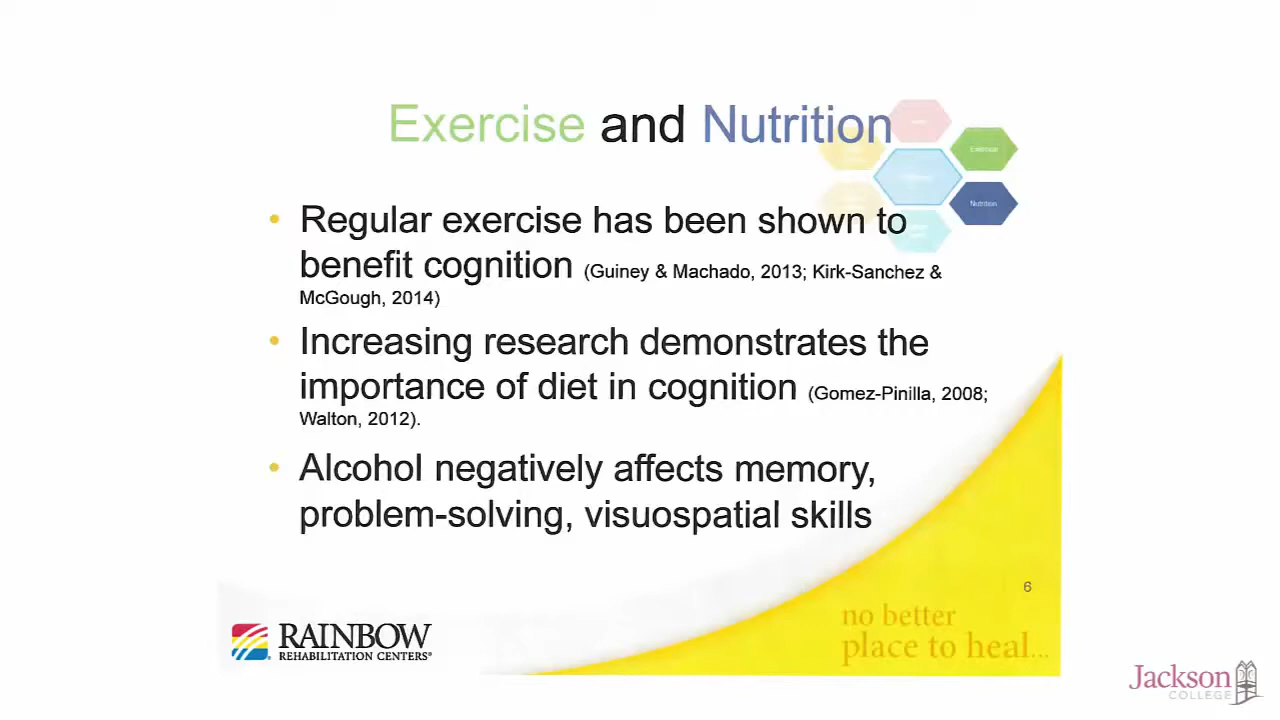 Exercise and Nutrition
Exercise
Nutrition
• Regular exercise has been shown to
benefit cognition (Guiney & Machado, 2013; Kirk-Sanchez &
McGough, 2014)
• Increasing research demonstrates the
importance of diet in cognition (Gomez-Pinilla, 2008;
Walton, 2012).
• Alcohol negatively affects memory,
problem-solving, visuospatial skills
6
no better
place to heal...
RAINBOW
REHABILITATION CENTERS®
Jackson
COLLEGE